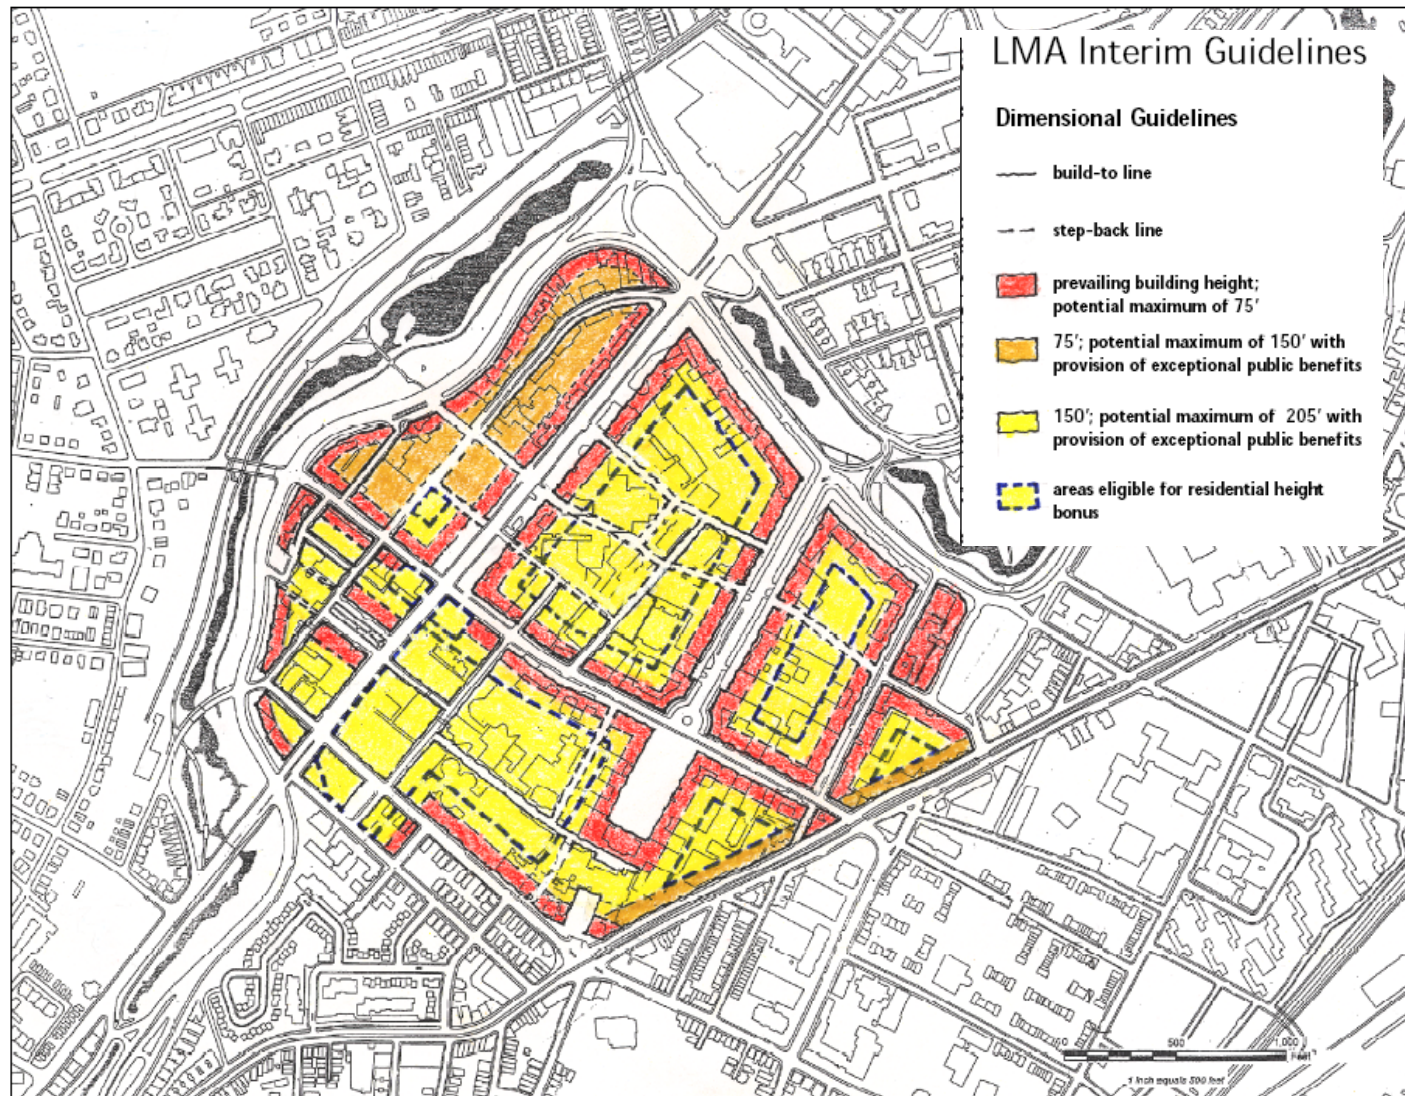 LMA Interim Guidelines
Dimensional Guidelines
build-to line
step-back line
prevailing building height;
potential maximum of 75'
75'; potential maximum of 150' with
provision of exceptional public benefits
150'; potential maximum of 205' with
provision of exceptional public benefits
areas eligible for residential height
bonus
0 500 1,000
Feet
1 inch equals 500 feet